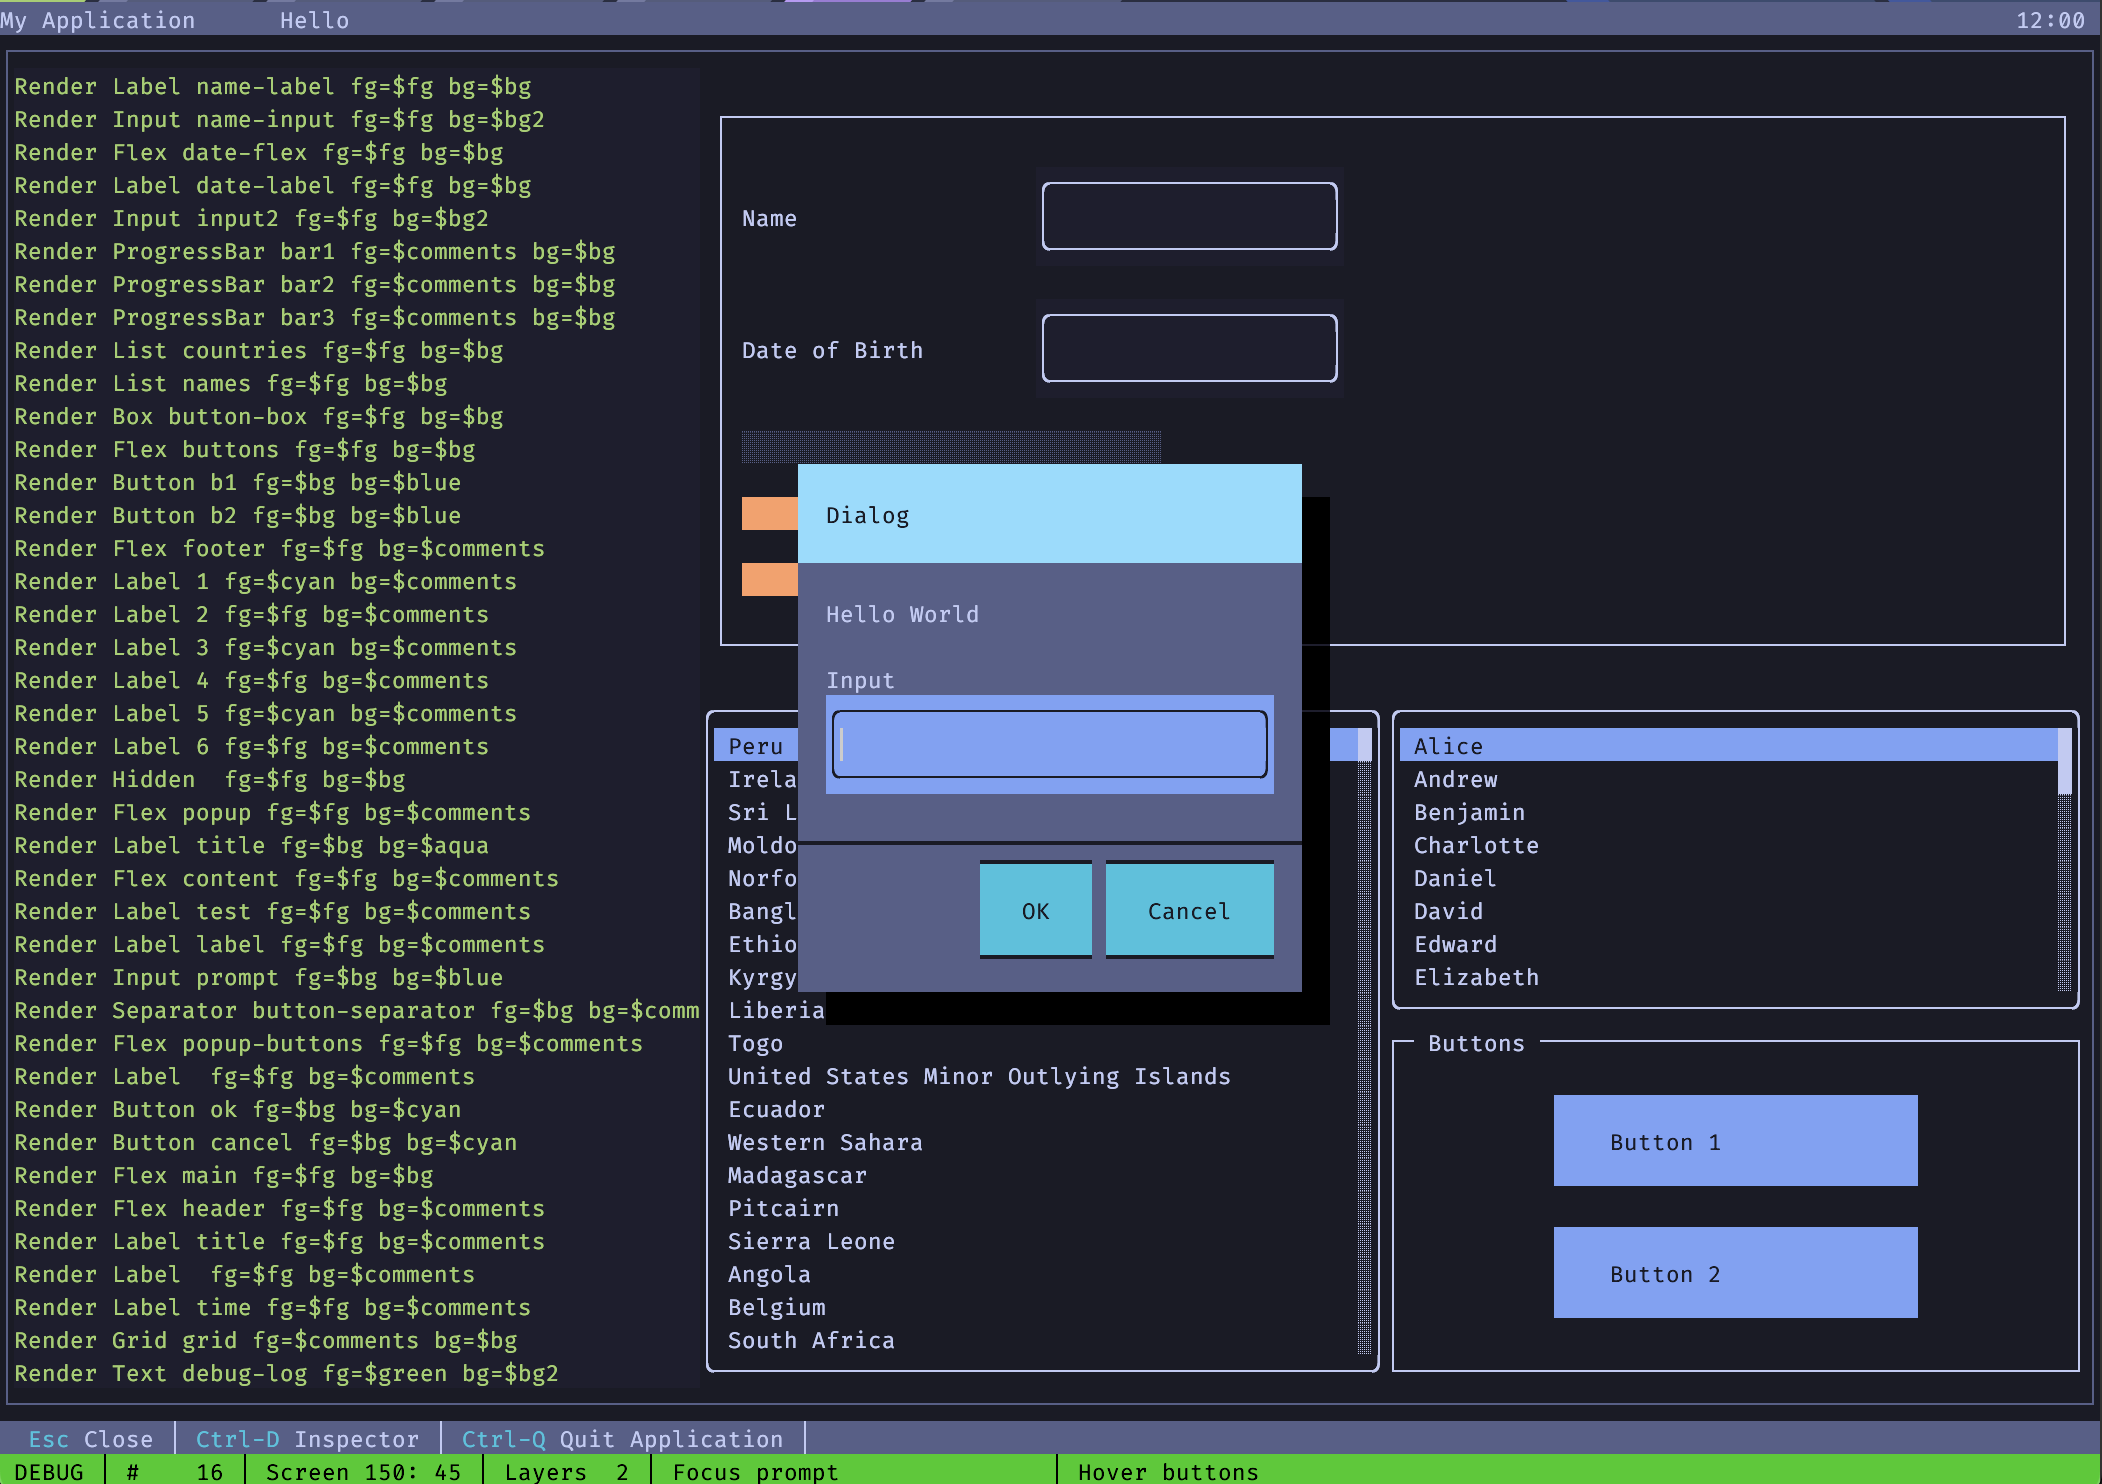 My Application Hello 12:00
Render Label name-label fg=$fg bg=$bg
Render Input name-input fg=$fg bg=$bg2
Render Flex date-flex fg=$fg bg=$bg
Render Label date-label fg=$fg bg=$bg
Render Input input2 fg=$fg bg=$bg2
Render ProgressBar bar1 fg=$comments bg=$bg
Render ProgressBar bar2 fg=$comments bg=$bg
Render ProgressBar bar3 fg=$comments bg=$bg
Render List countries fg=$fg bg=$bg
Render List names fg=$fg bg=$bg
Render Box button-box fg=$fg bg=$bg
Render Flex buttons fg=$fg bg=$bg
Render Button b1 fg=$bg bg=$blue
Render Button b2 fg=$bg bg=$blue
Render Flex footer fg=$fg bg=$comments
Render Label 1 fg=$cyan bg=$comments
Render Label 2 fg=$fg bg=$comments
Render Label 3 fg=$cyan bg=$comments
Render Label 4 fg=$fg bg=$comments
Render Label 5 fg=$cyan bg=$comments
Render Label 6 fg=$fg bg=$comments
Render Hidden  fg=$fg bg=$bg
Render Flex popup fg=$fg bg=$comments
Render Label title fg=$bg bg=$aqua
Render Flex content fg=$fg bg=$comments
Render Label test fg=$fg bg=$comments
Render Label label fg=$fg bg=$comments
Render Input prompt fg=$bg bg=$blue
Render Separator button-separator fg=$bg bg=$comm
Render Flex popup-buttons fg=$fg bg=$comments
Render Label  fg=$fg bg=$comments
Render Button ok fg=$bg bg=$cyan
Render Button cancel fg=$bg bg=$cyan
Render Flex main fg=$fg bg=$bg
Render Flex header fg=$fg bg=$comments
Render Label title fg=$fg bg=$comments
Render Label  fg=$fg bg=$comments
Render Label time fg=$fg bg=$comments
Render Grid grid fg=$comments bg=$bg
Render Text debug-log fg=$green bg=$bg2
Name
Date of Birth
Dialog
Hello World
Input
OK Cancel
Peru
Irela
Sri L
Moldo
Norfo
Bangl
Ethio
Kyrgy
Liberia
Togo
United States Minor Outlying Islands
Ecuador
Western Sahara
Madagascar
Pitcairn
Sierra Leone
Angola
Belgium
South Africa
Alice
Andrew
Benjamin
Charlotte
Daniel
David
Edward
Elizabeth
Buttons
Button 1
Button 2
Esc Close Ctrl-D Inspector Ctrl-Q Quit Application
DEBUG # 16 Screen 150: 45 Layers 2 Focus prompt Hover buttons